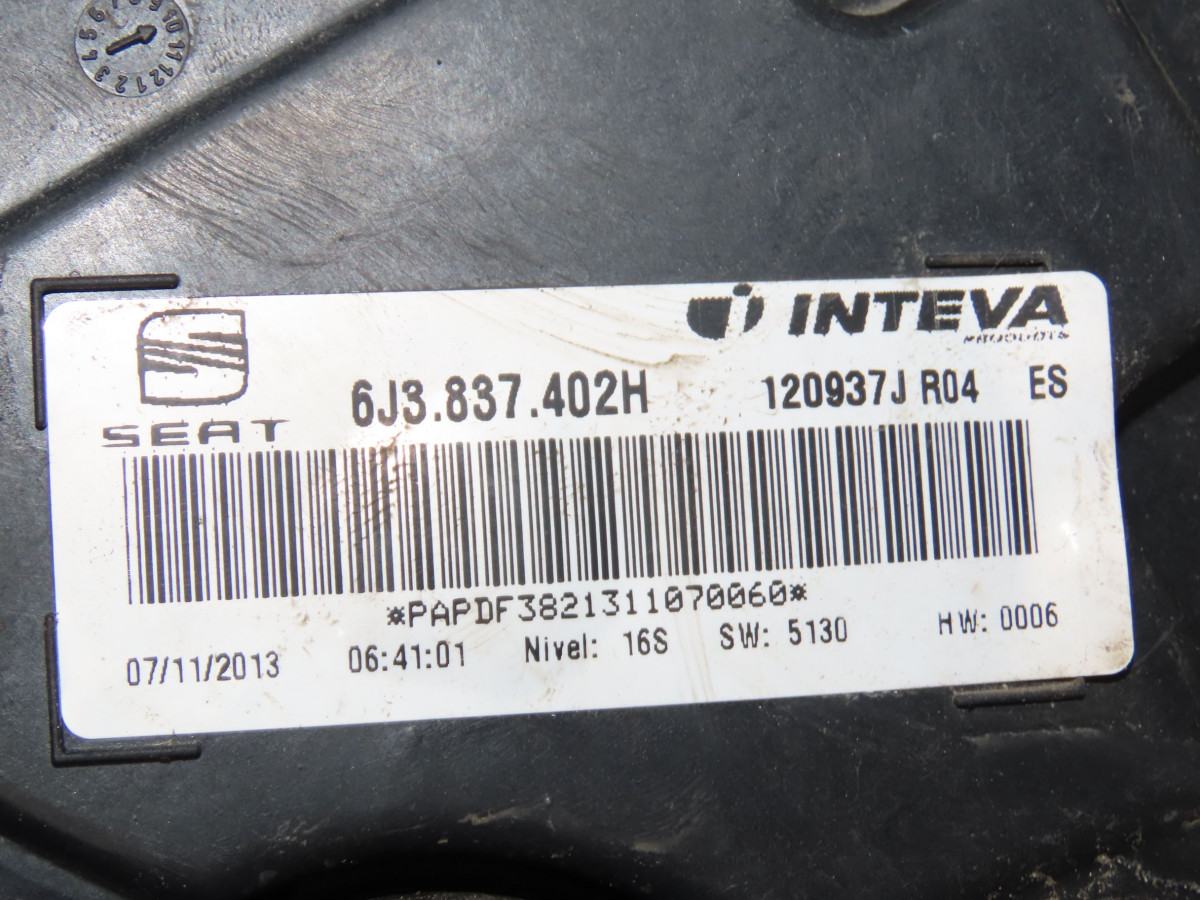 INTEVA
PRODUCTS
SEAT
6J3.837.402H
120937J R04 ES
*PAPDF3821311070060*
07/11/2013 06:41:01 Nivel: 16S SW: 5130 HW: 0006